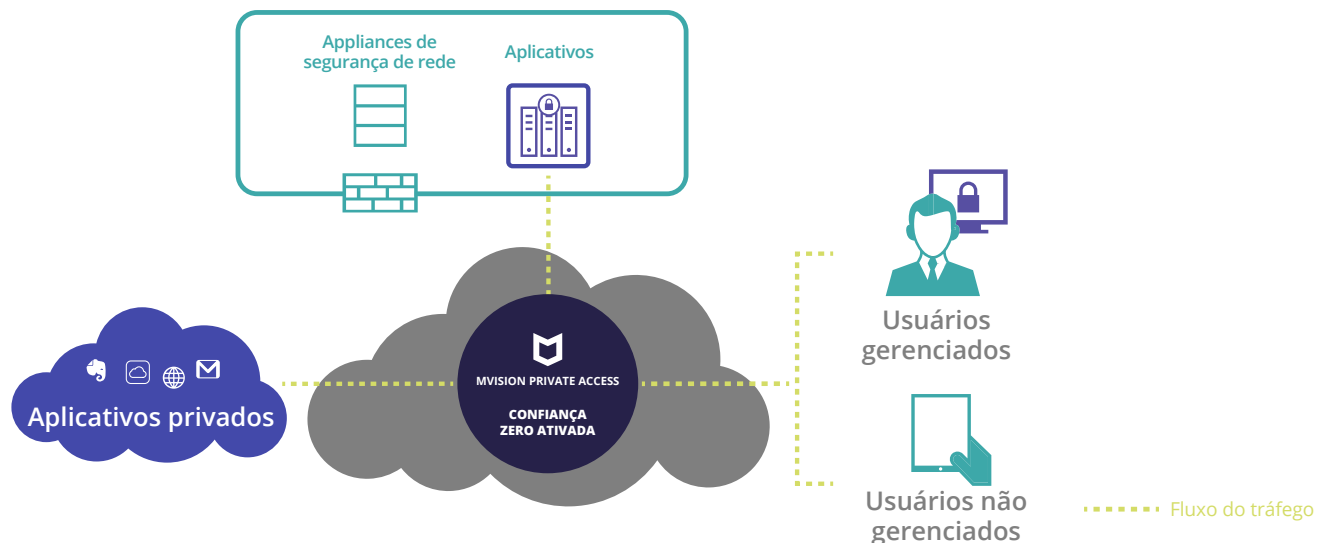 Appliances de
segurança de rede
Aplicativos
Aplicativos privados
MVISION PRIVATE ACCESS
CONFIANÇA
ZERO ATIVADA
Usuários
gerenciados
Usuários não
gerenciados
Fluxo do tráfego